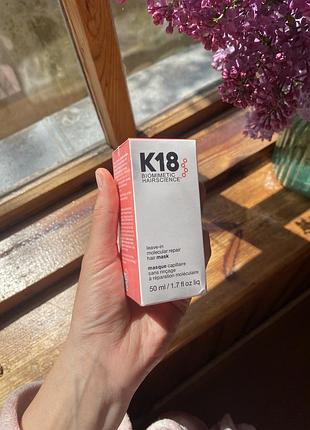 K18
BIOMIMETIC
HAIRSCIENCE
leave-in
molecular repair
hair mask
masque capillaire
sans rinçage
à réparation moléculaire
50 ml / 1.7 fl oz liq